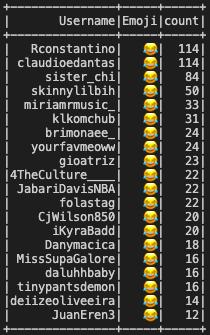 +---------------+-----+-----+
|       Username|Emoji|count|
+---------------+-----+-----+
|   Rconstantino|   😂|  114|
| claudioedantas|   😂|  114|
|     sister_chi|   😂|   84|
|   skinnylilbih|   😂|   50|
|  miriamrmusic_|   😂|   33|
|      klkomchub|   😂|   31|
|     brimonaee_|   😂|   24|
|   yourfavmeoww|   😂|   24|
|       gioatriz|   😂|   23|
|4TheCulture____|   😂|   22|
| JabariDavisNBA|   😂|   22|
|       folastag|   😂|   22|
|    CjWilson850|   😂|   20|
|      iKyraBadd|   😂|   20|
|     Danymacica|   😂|   18|
| MissSupaGalore|   😂|   16|
|     daluhhbaby|   😂|   16|
| tinypantsdemon|   😂|   16|
|deiizeoliveeira|   😂|   14|
|      JuanEren3|   😂|   12|
+---------------+-----+-----+